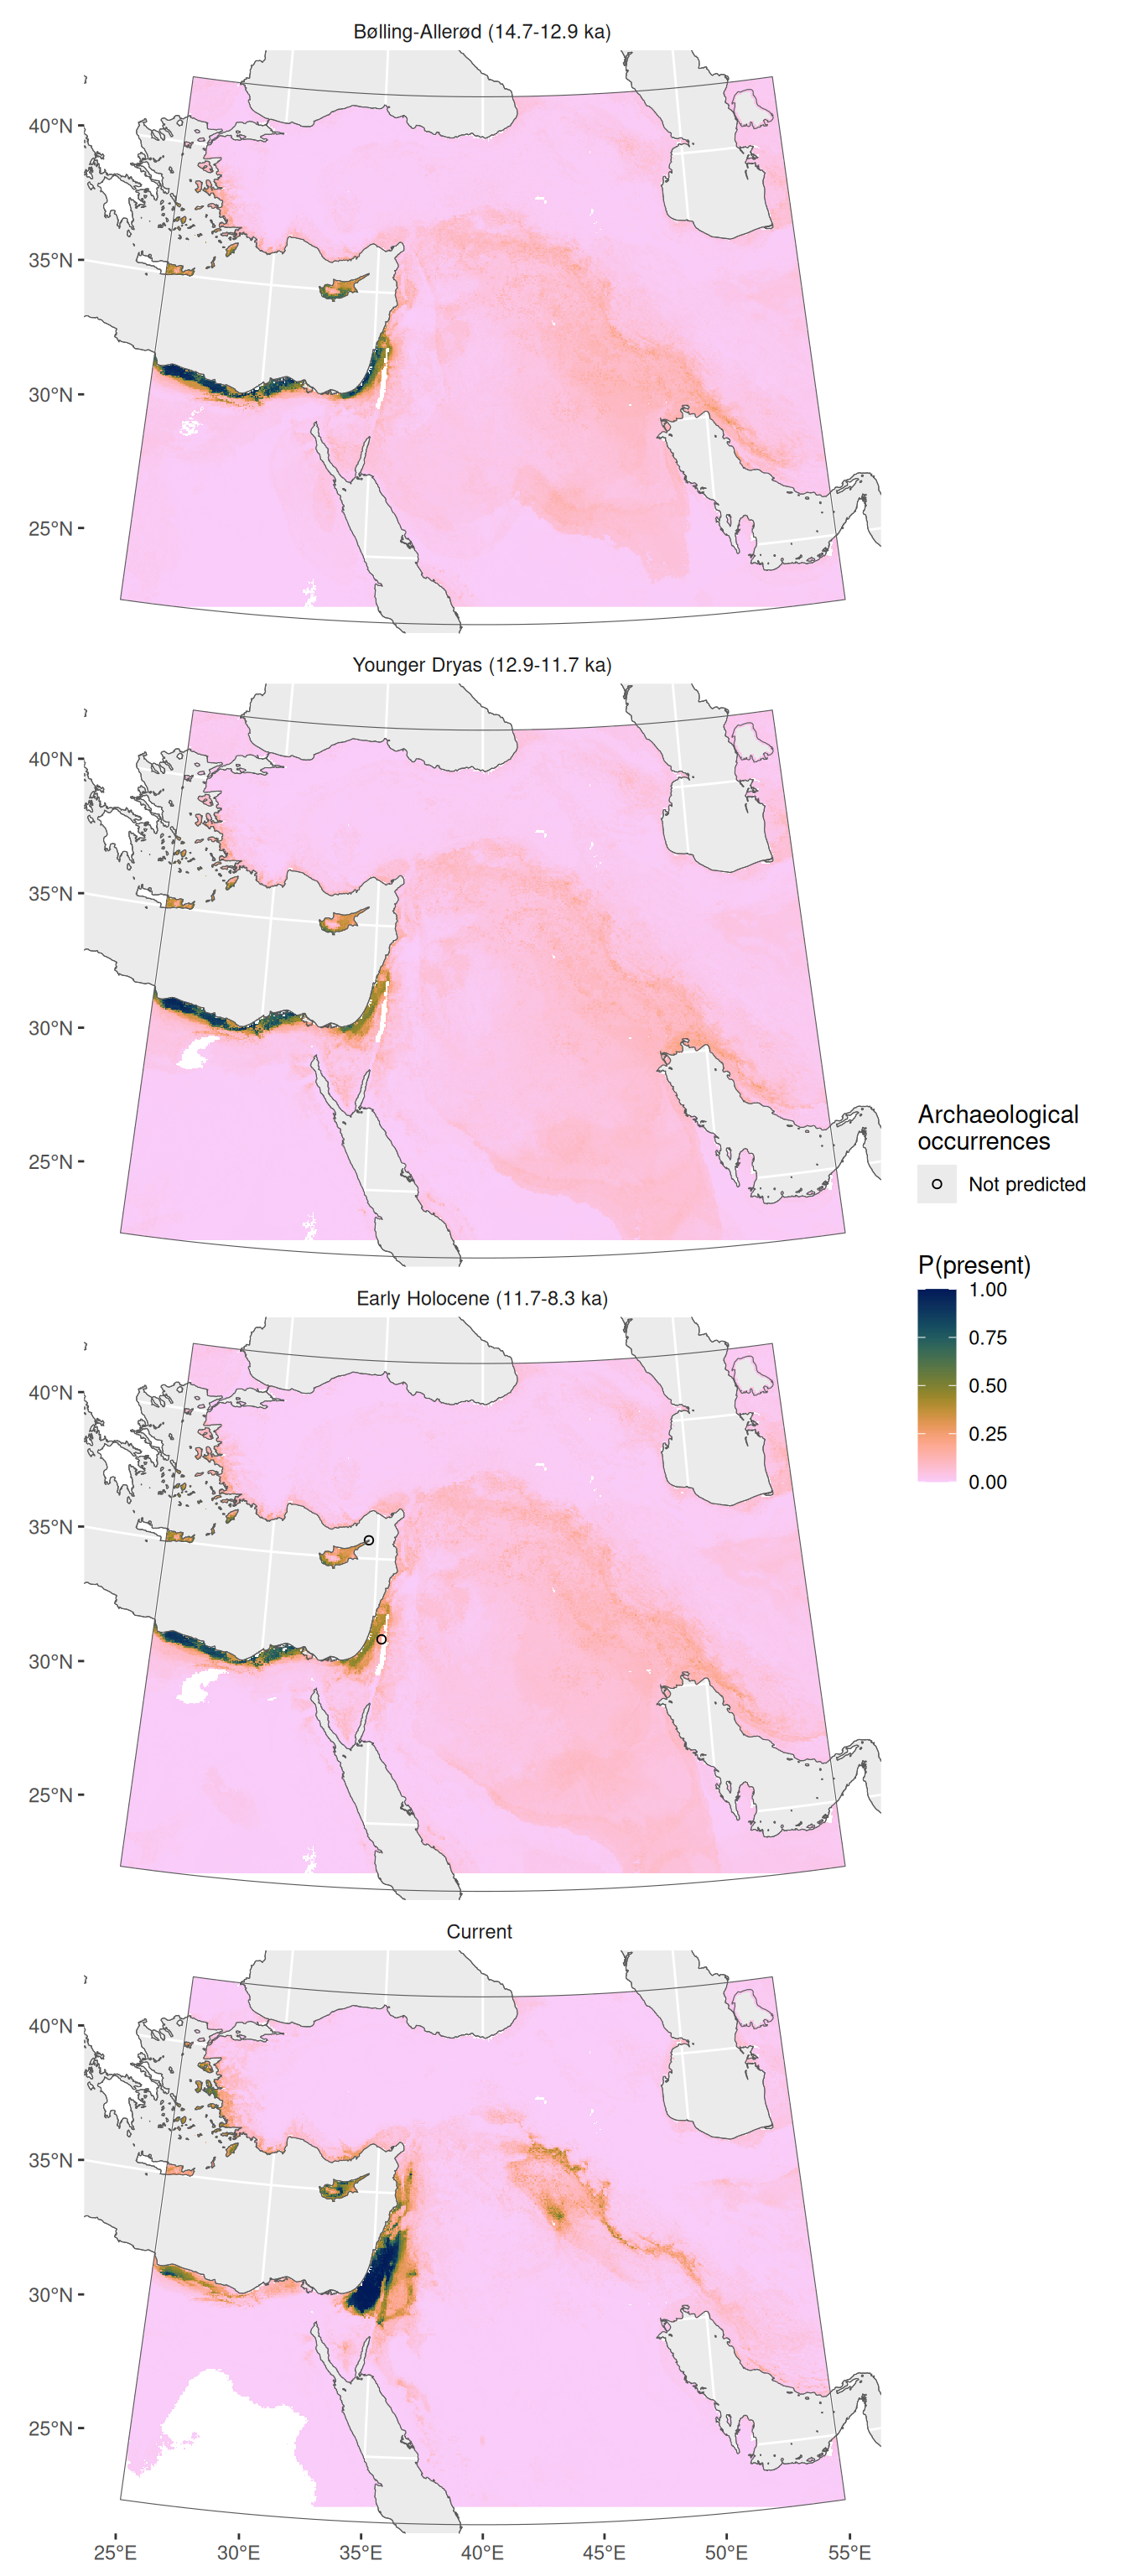 Bølling-Allerød (14.7-12.9 ka)
40°N
35°N
30°N
25°N
Younger Dryas (12.9-11.7 ka)
40°N
35°N
30°N
25°N
Archaeological
occurrences
Not predicted
P(present)
1.00
0.75
0.50
0.25
0.00
Early Holocene (11.7-8.3 ka)
40°N
35°N
30°N
25°N
Current
40°N
35°N
30°N
25°N
25°E 30°E 35°E 40°E 45°E 50°E 55°E